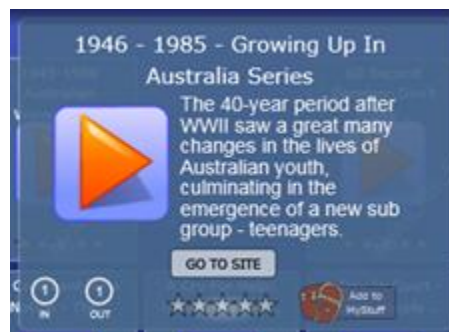 1946 - 1985 - Growing Up In
Australia Series
The 40-year period after
WWII saw a great many
changes in the lives of
Australian youth,
culminating in the
emergence of a new sub
group - teenagers.
GO TO SITE
1 1
IN OUT
Add to
MyStuff